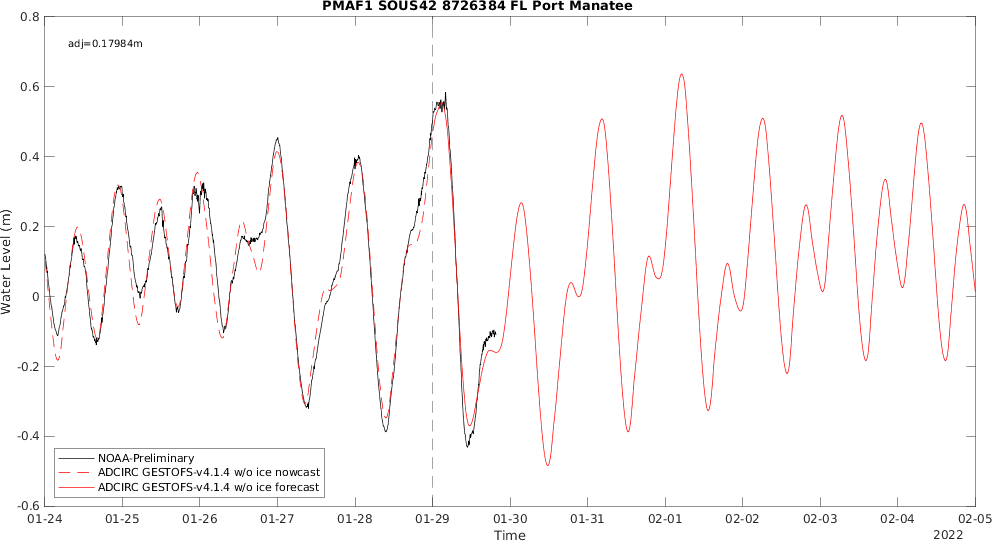 PMAF1 SOUS42 8726384 FL Port Manatee
adj=0.17984m
0.8
0.6
0.4
0.2
0
-0.2
-0.4
-0.6
Water Level (m)
NOAA-Preliminary
ADCIRC GESTOFS-v4.1.4 w/o ice nowcast
ADCIRC GESTOFS-v4.1.4 w/o ice forecast
01-24 01-25 01-26 01-27 01-28 01-29 01-30 01-31 02-01 02-02 02-03 02-04 02-05
Time
2022